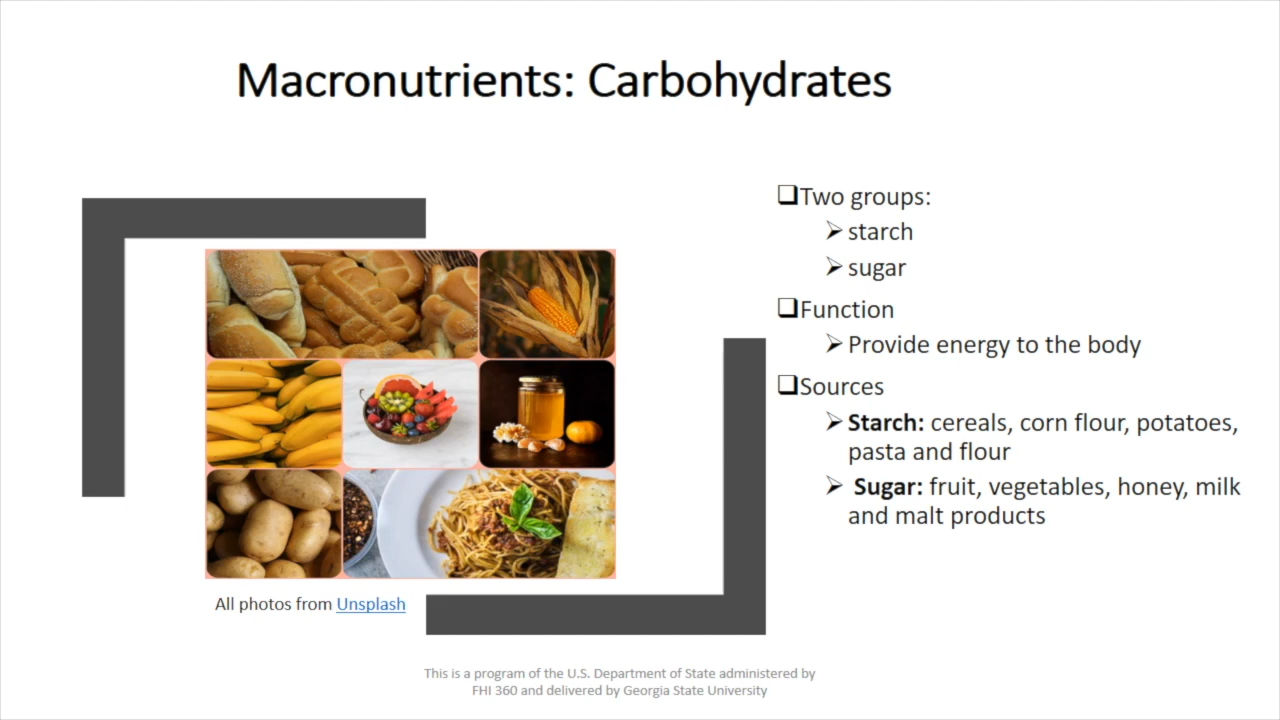 Macronutrients: Carbohydrates
❑Two groups:
➢ starch
➢ sugar
❑Function
➢ Provide energy to the body
❑Sources
➢ Starch: cereals, corn flour, potatoes,
pasta and flour
➢ Sugar: fruit, vegetables, honey, milk
and malt products
All photos from Unsplash
This is a program of the U.S. Department of State administered by
FHI 360 and delivered by Georgia State University